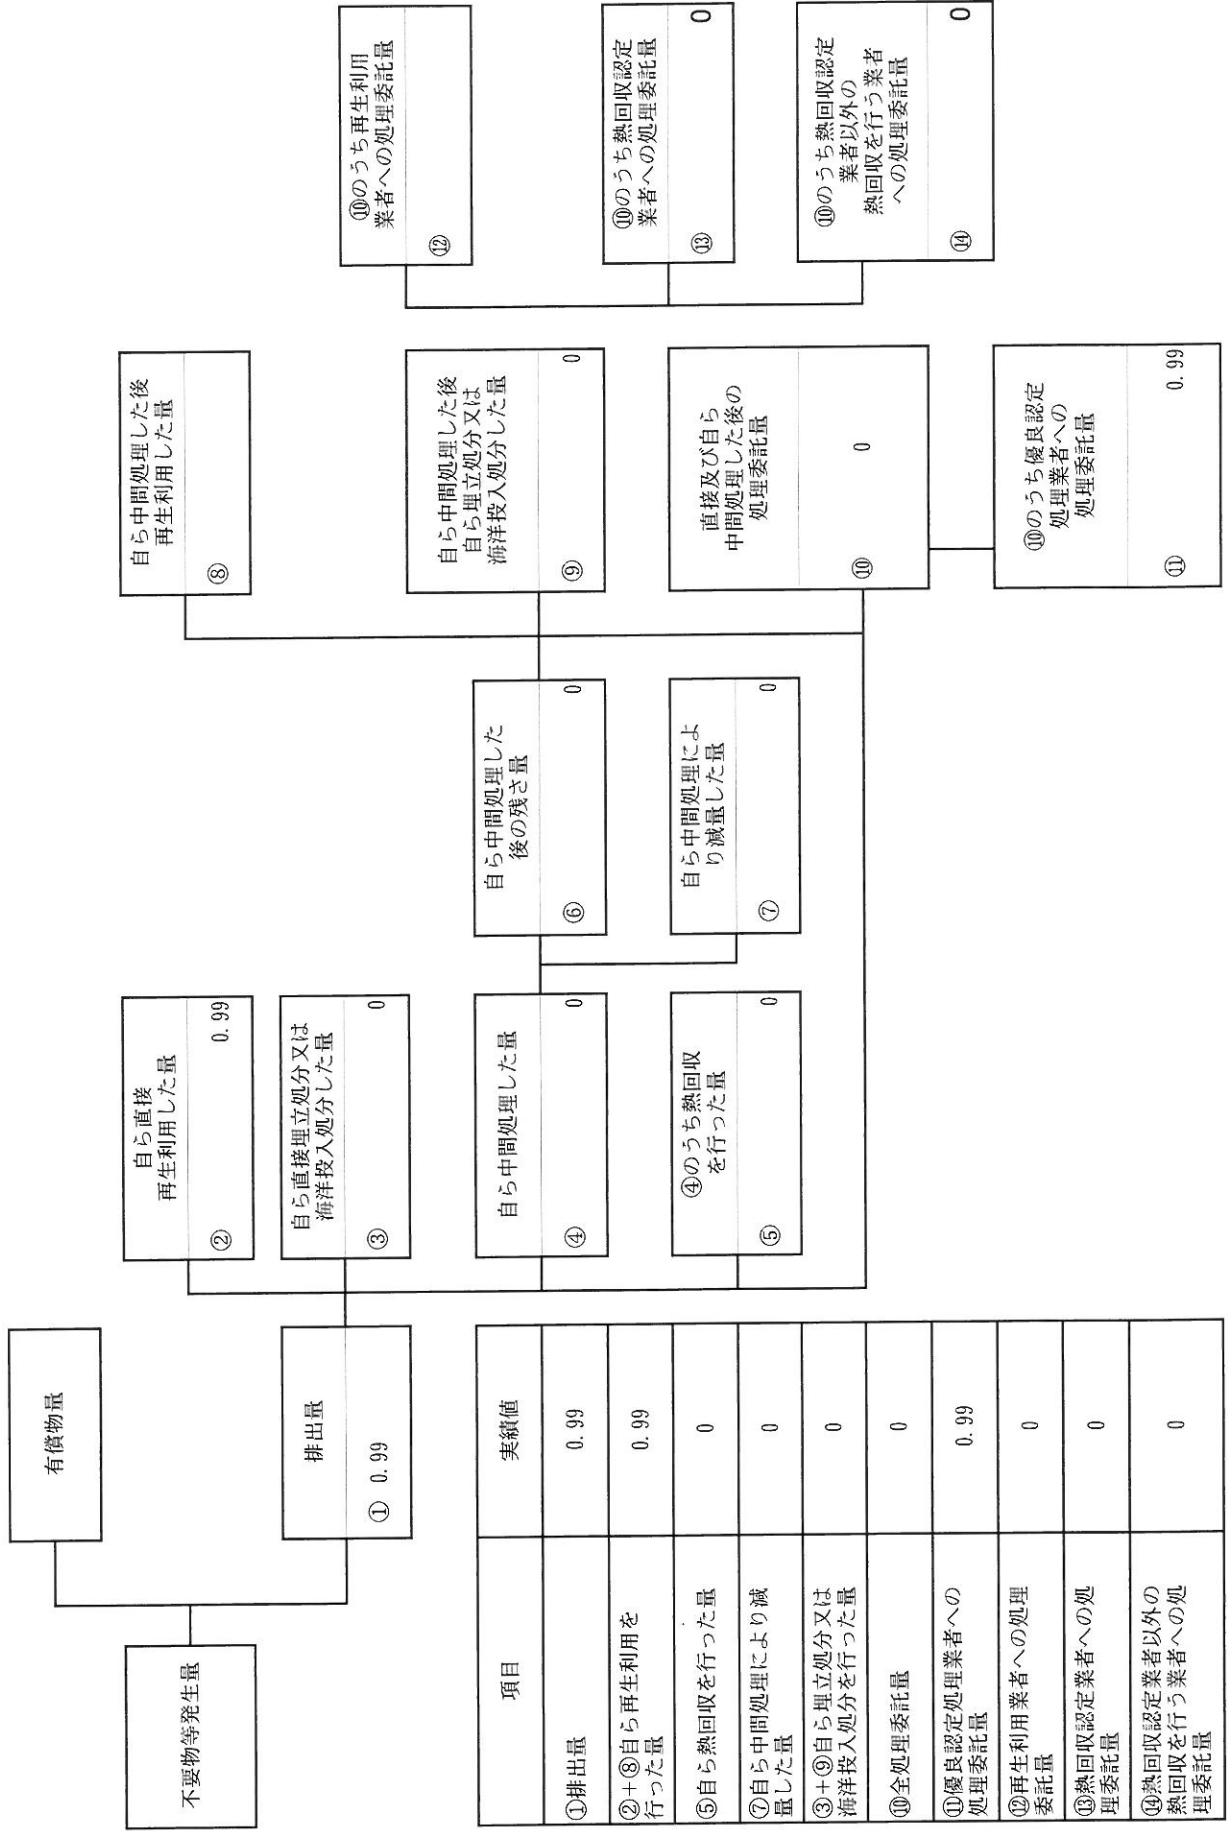 有償物量
不要物等発生量
排出量
① 0.99
自ら直接
再生利用した量
② 0.99
自ら直接埋立処分又は
海洋投入処分した量
③ 0
自ら中間処理した量
④ 0
④のうち熱回収
を行った量
⑤ 0
自ら中間処理した
後の残さ量
⑥ 0
自ら中間処理によ
り減量した量
⑦ 0
自ら中間処理した後
再生利用した量
⑧
自ら中間処理した後
自ら埋立処分又は
海洋投入処分した量
⑨ 0
直接及び自ら
中間処理した後の
処理委託量
⑩ 0
⑩のうち優良認定
処理業者への
処理委託量
⑪ 0.99
⑩のうち再生利用
業者への処理委託量
⑫
⑩のうち熱回収認定
業者への処理委託量
⑬ 0
⑩のうち熱回収認定
業者以外の
熱回収を行う業者
への処理委託量
⑭ 0
項目 実績値
①排出量 0.99
②+⑧自ら再生利用を
行った量 0.99
⑤自ら熱回収を行った量 0
⑦自ら中間処理により減
量した量 0
③+⑨自ら埋立処分又は
海洋投入処分を行った量 0
⑩全処理委託量 0
⑪優良認定処理業者への
処理委託量 0.99
⑫再生利用業者への処理
委託量 0
⑬熱回収認定業者への処
理委託量 0
⑭熱回収認定業者以外の
熱回収を行う業者への処
理委託量 0